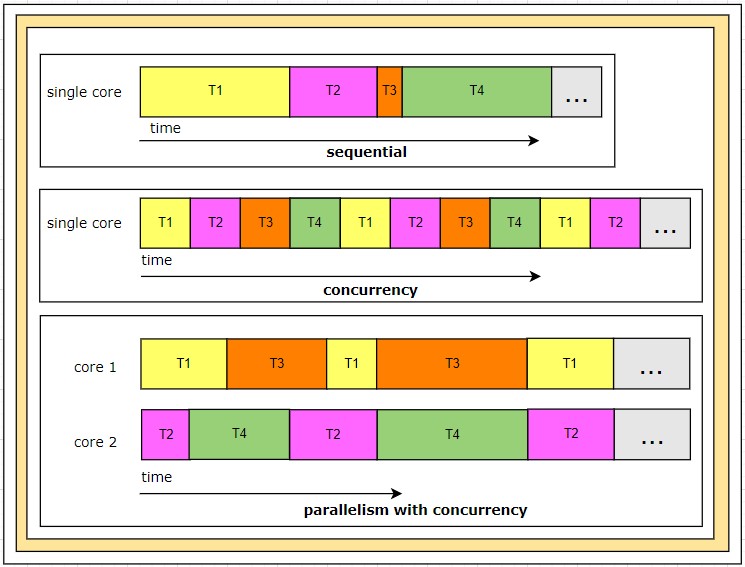 single core T1 T2 T3 T4 ...
time
sequential
single core T1 T2 T3 T4 T1 T2 T3 T4 T1 T2 ...
time
concurrency
core 1 T1 T3 T1 T3 T1 ...
core 2 T2 T4 T2 T4 T2 ...
time
parallelism with concurrency